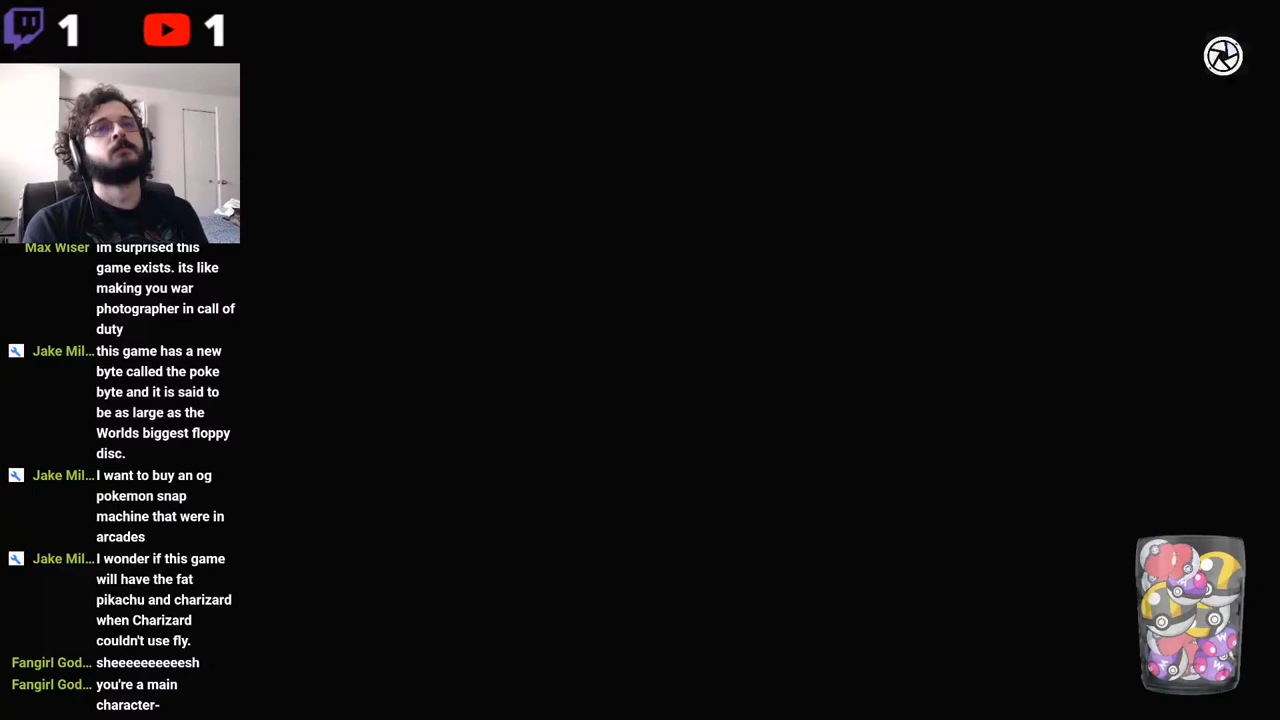 1 1
Max Wiser im surprised this
game exists. its like
making you war
photographer in call of
duty
Jake Mil... this game has a new
byte called the poke
byte and it is said to
be as large as the
Worlds biggest floppy
disc.
Jake Mil... I want to buy an og
pokemon snap
machine that were in
arcades
Jake Mil... I wonder if this game
will have the fat
pikachu and charizard
when Charizard
couldn't use fly.
Fangirl God... sheeeeeeeeeesh
Fangirl God... you're a main
character-